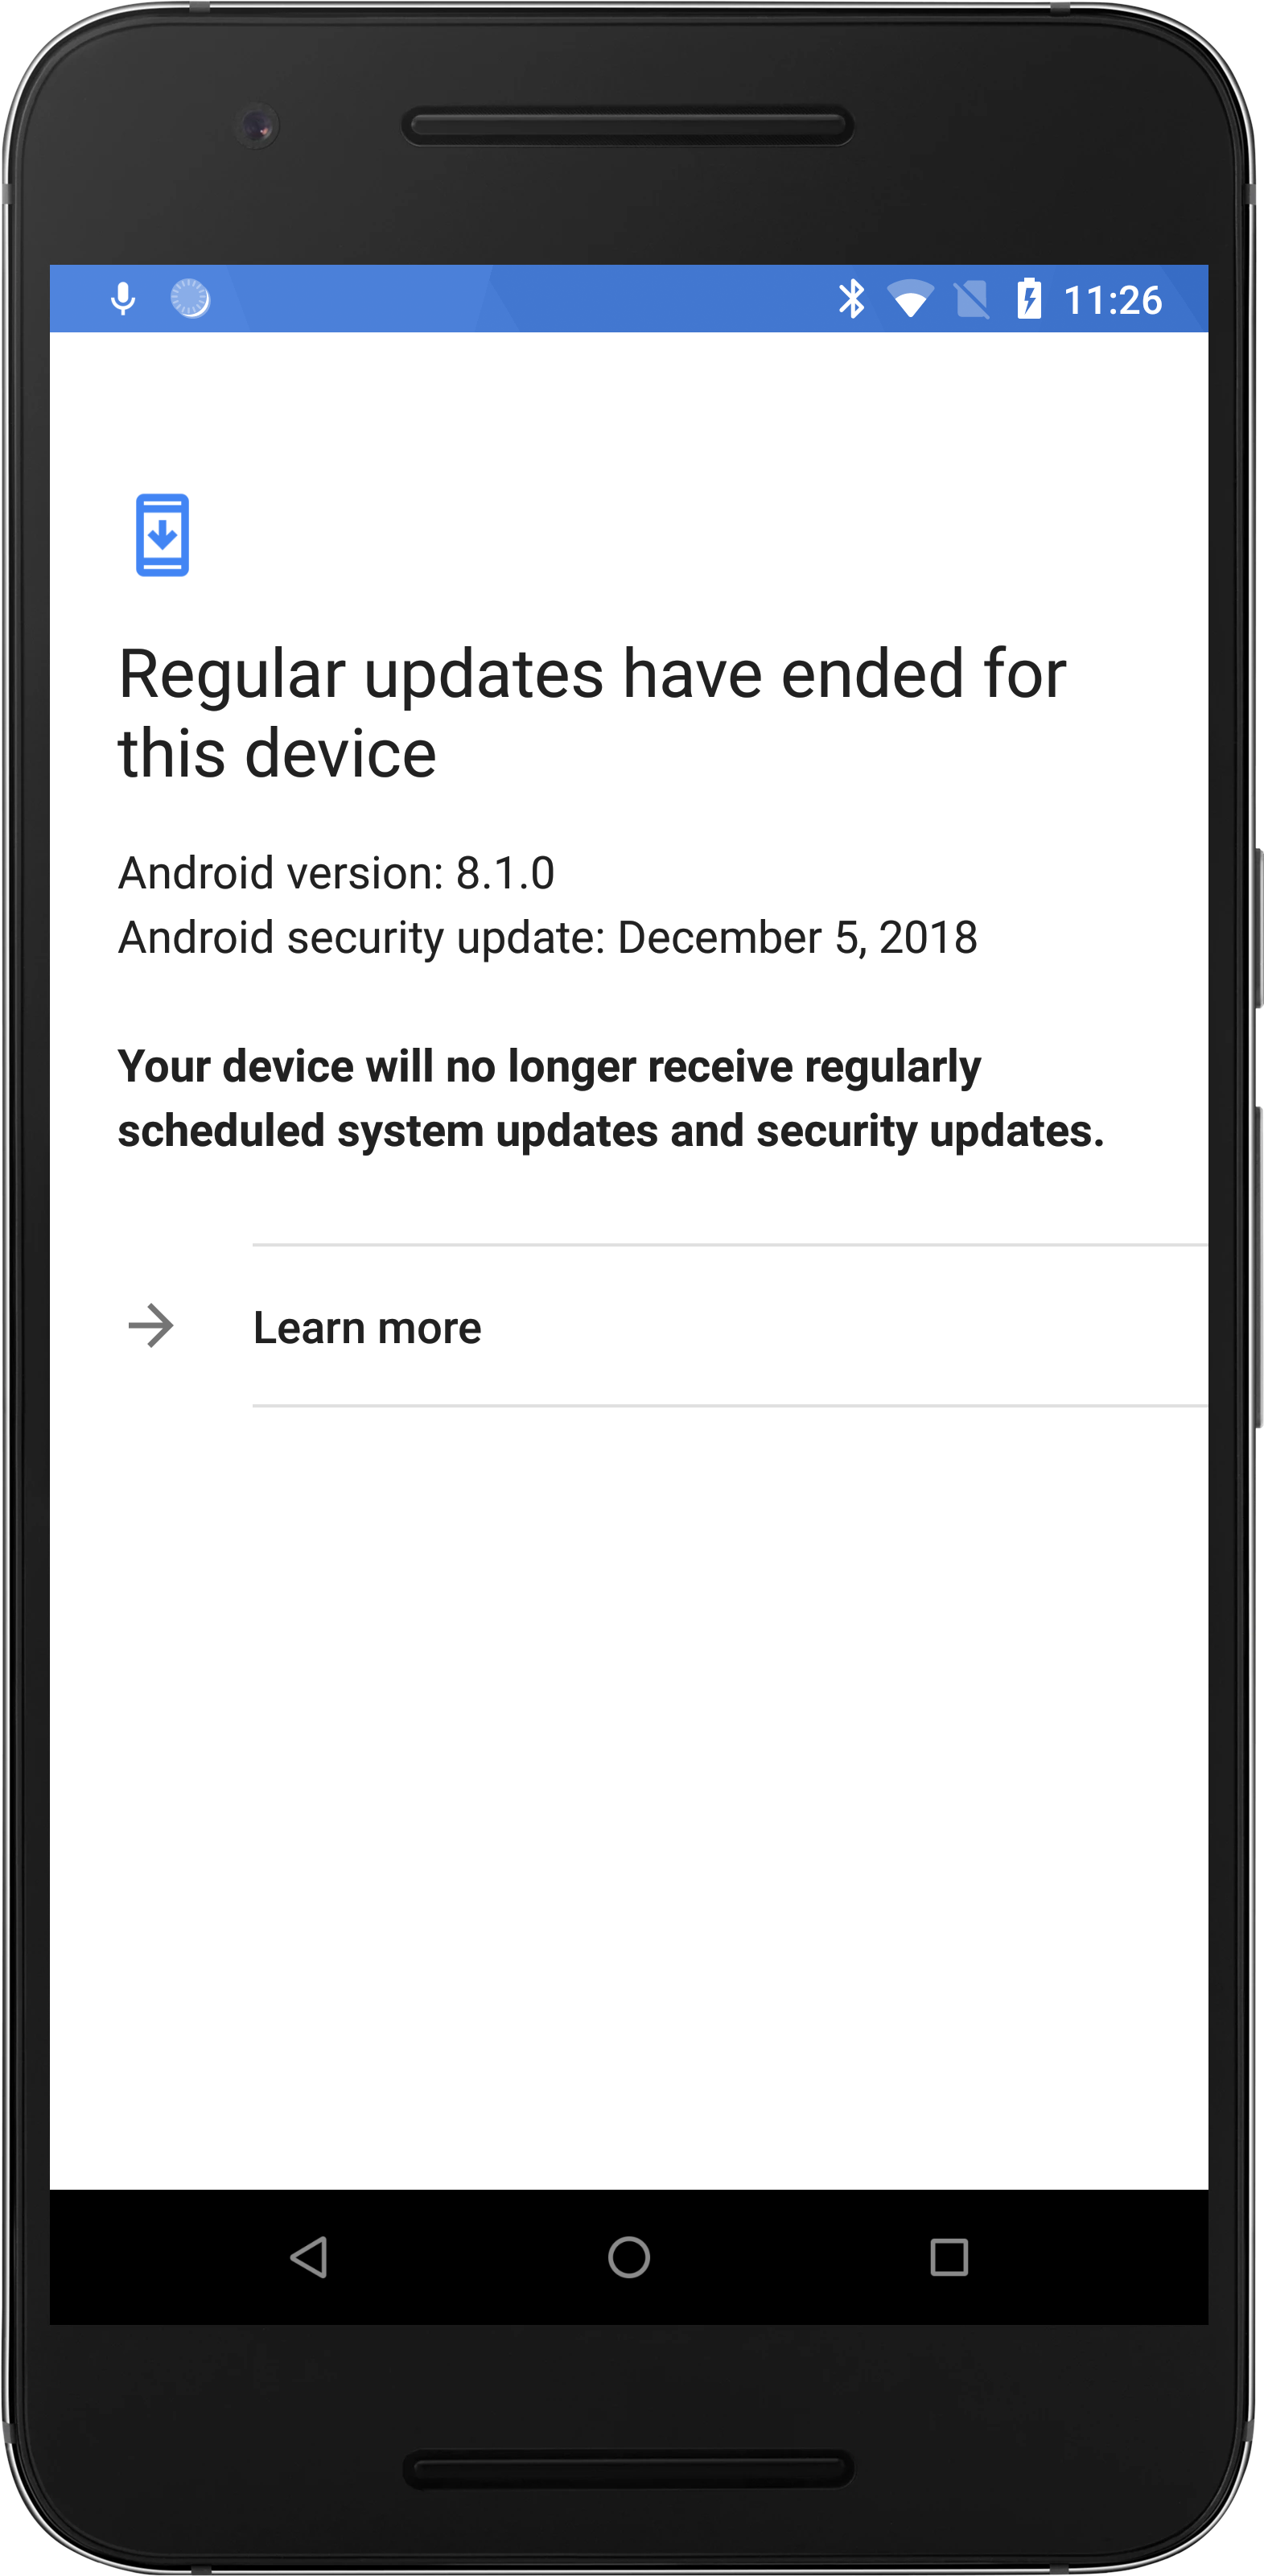 11:26
Regular updates have ended for
this device
Android version: 8.1.0
Android security update: December 5, 2018
Your device will no longer receive regularly
scheduled system updates and security updates.
Learn more